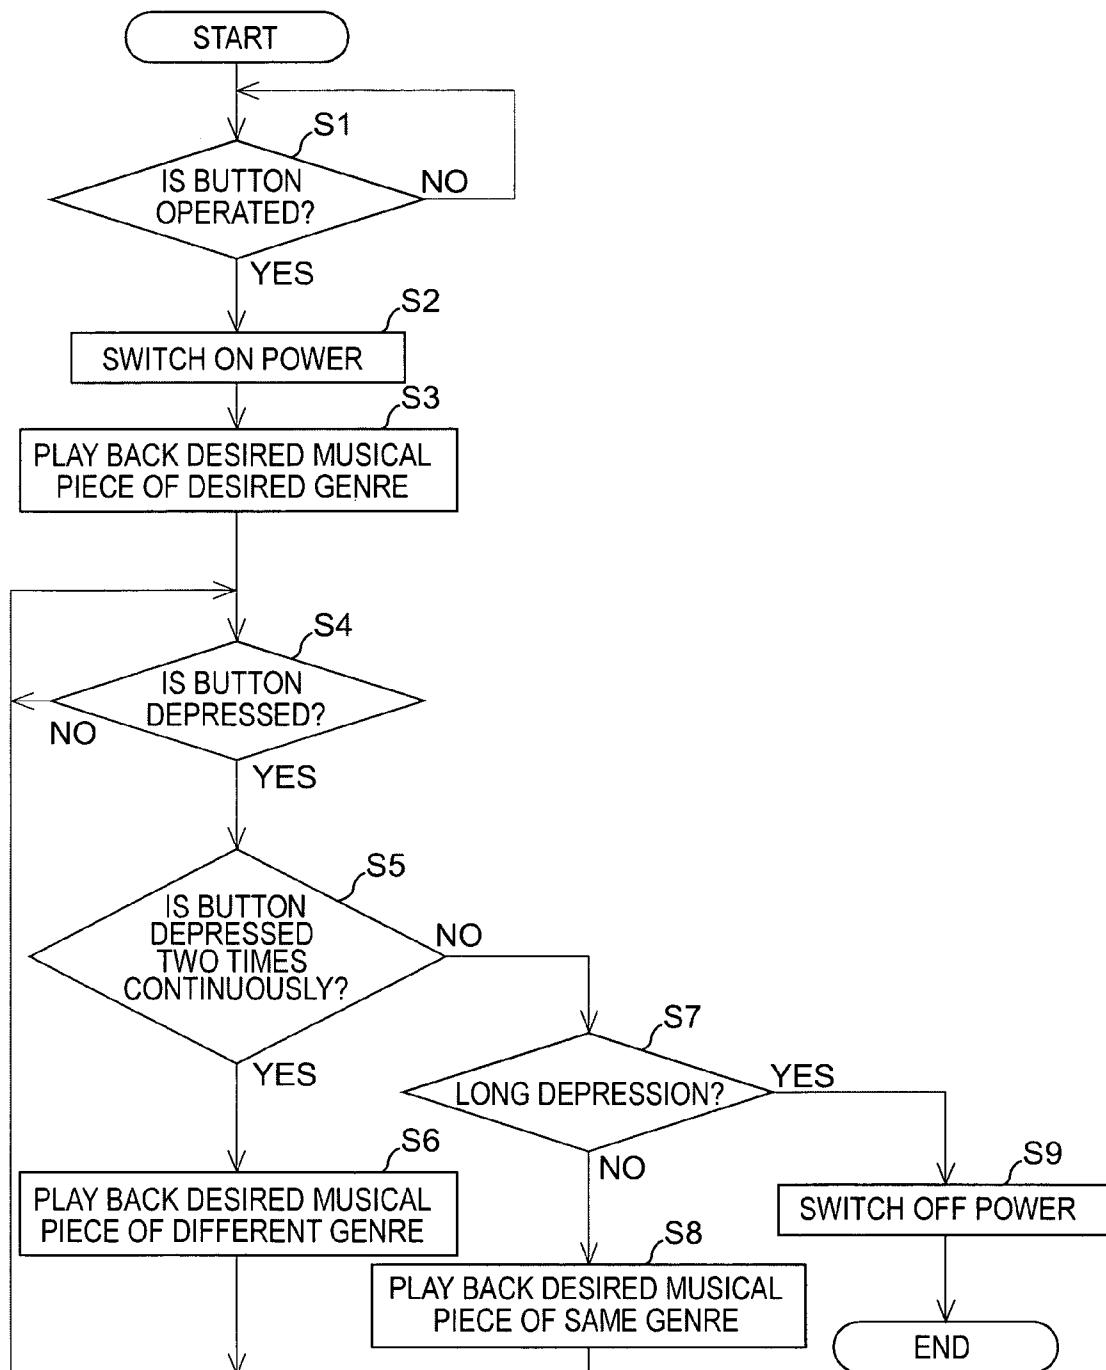 START
S1
IS BUTTON
OPERATED?
NO
YES
S2
SWITCH ON POWER
S3
PLAY BACK DESIRED MUSICAL
PIECE OF DESIRED GENRE
S4
IS BUTTON
DEPRESSED?
NO
YES
S5
IS BUTTON
DEPRESSED
TWO TIMES
CONTINUOUSLY?
NO
YES
S7
LONG DEPRESSION?
YES
NO
S6
PLAY BACK DESIRED MUSICAL
PIECE OF DIFFERENT GENRE
S9
SWITCH OFF POWER
S8
PLAY BACK DESIRED MUSICAL
PIECE OF SAME GENRE
END